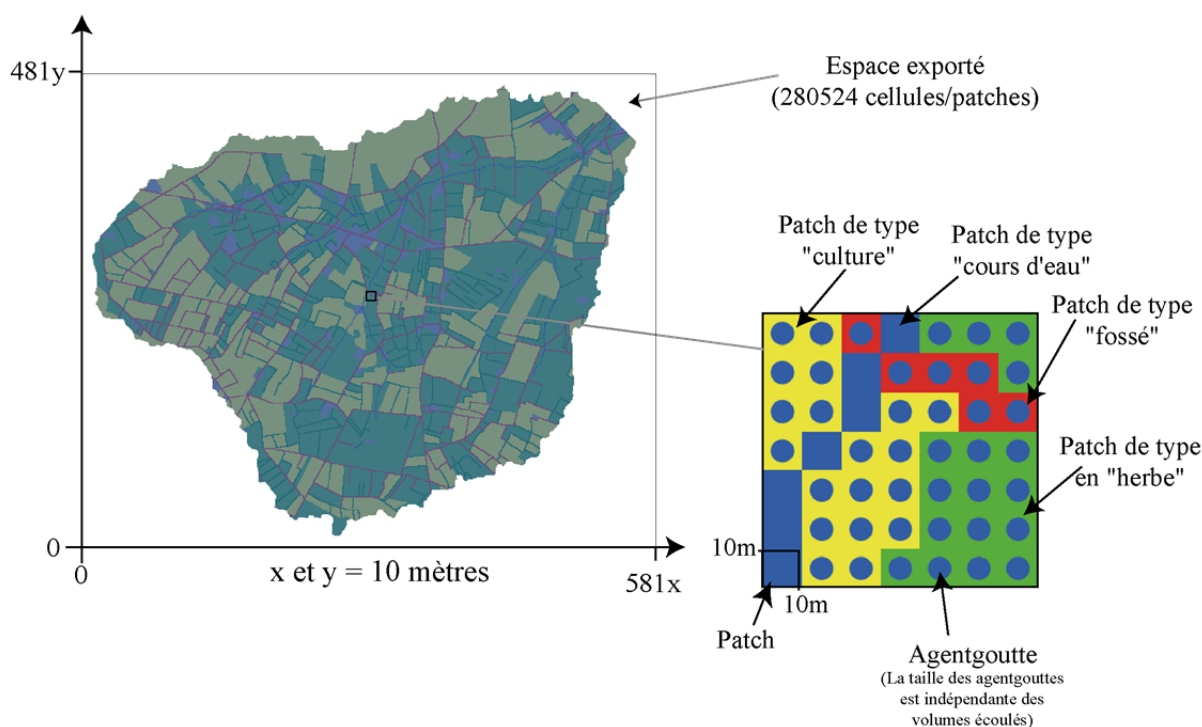 481y
Espace exporté
(280524 cellules/patches)
Patch de type
"culture"
Patch de type
"cours d'eau"
Patch de type
"fossé"
Patch de type
en "herbe"
0
0
x et y = 10 mètres
581x
10m
10m
Patch
Agentgoutte
(La taille des agentgouttes
est indépendante des
volumes écoulés)